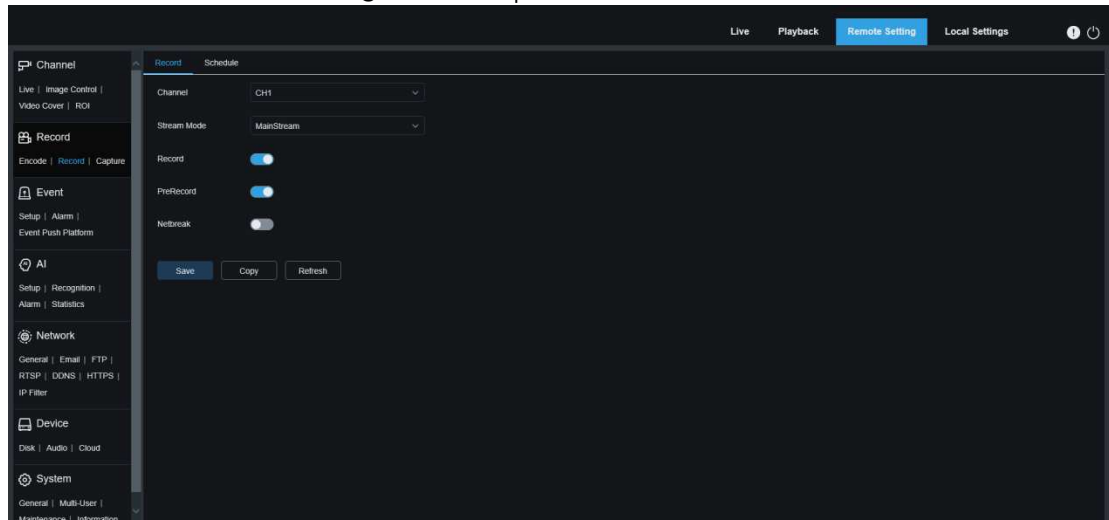 Live Playback Remote Setting Local Settings
Channel
Live | Image Control |
Video Cover | ROI
Record
Encode | Record | Capture
Event
Setup | Alarm |
Event Push Platform
AI
Setup | Recognition |
Alarm | Statistics
Network
General | Email | FTP |
RTSP | DDNS | HTTPS |
IP Filter
Device
Disk | Audio | Cloud
System
General | Multi-User |
Maintenance | Information
Record Schedule
Channel CH1
Stream Mode MainStream
Record
PreRecord
Netbreak
Save Copy Refresh